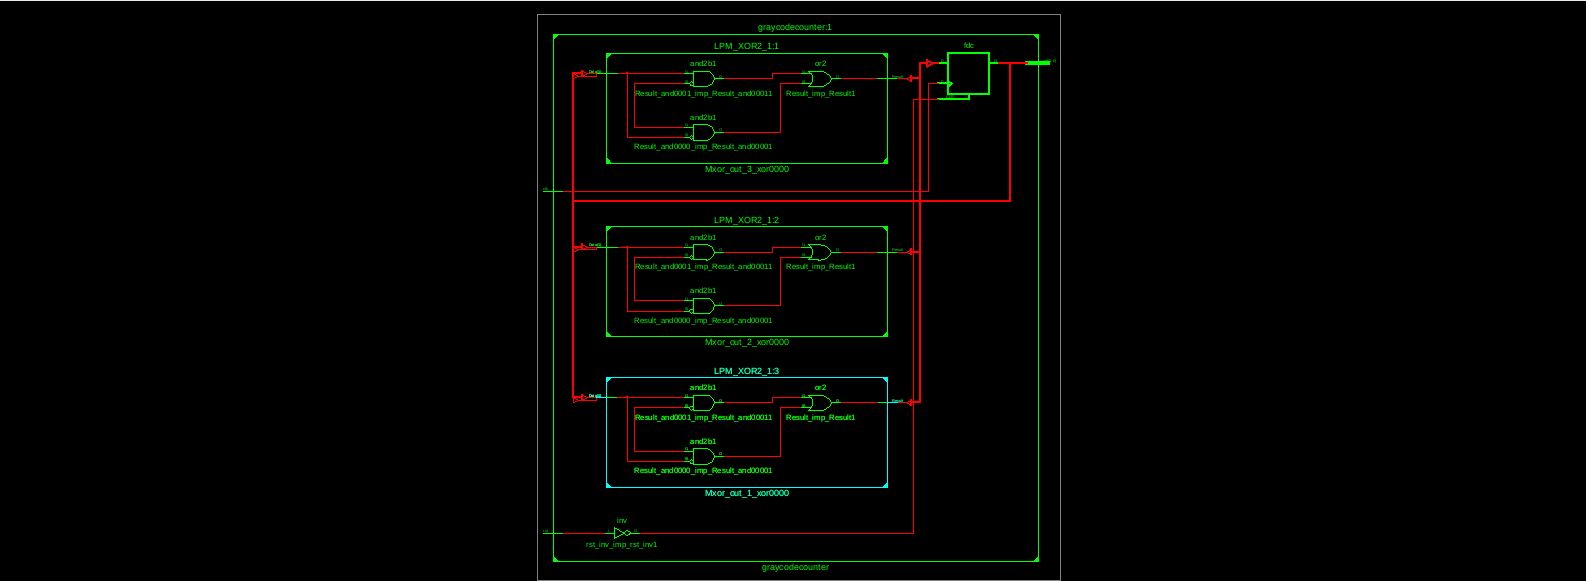 graycodecounter:1
LPM_XOR2_1:1
fdc
and2b1
or2
Result_and0001_imp_Result_and00011
Result_imp_Result1
and2b1
Result_and0000_imp_Result_and00001
Mxor_out_3_xor0000
LPM_XOR2_1:2
and2b1
or2
Result_and0001_imp_Result_and00011
Result_imp_Result1
and2b1
Result_and0000_imp_Result_and00001
Mxor_out_2_xor0000
LPM_XOR2_1:3
and2b1
or2
Result_and0001_imp_Result_and00011
Result_imp_Result1
and2b1
Result_and0000_imp_Result_and00001
Mxor_out_1_xor0000
inv
rst_inv_imp_rst_inv1
graycodecounter